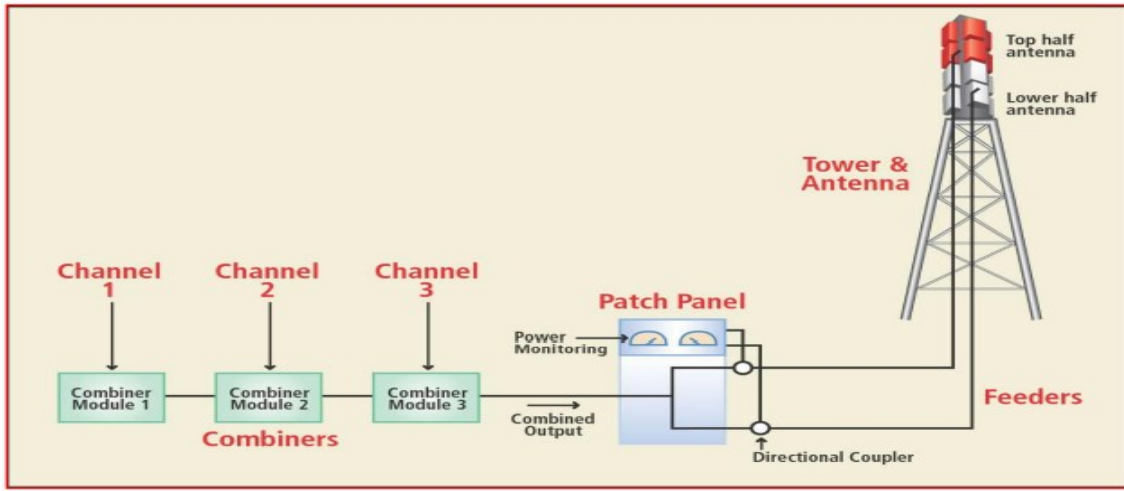 Top half
antenna
Lower half
antenna
Tower &
Antenna
Channel
1
Channel
2
Channel
3
Patch Panel
Power
Monitoring
Combiner
Module 1
Combiner
Module 2
Combiner
Module 3
Combiners
Combined
Output
Feeders
Directional Coupler